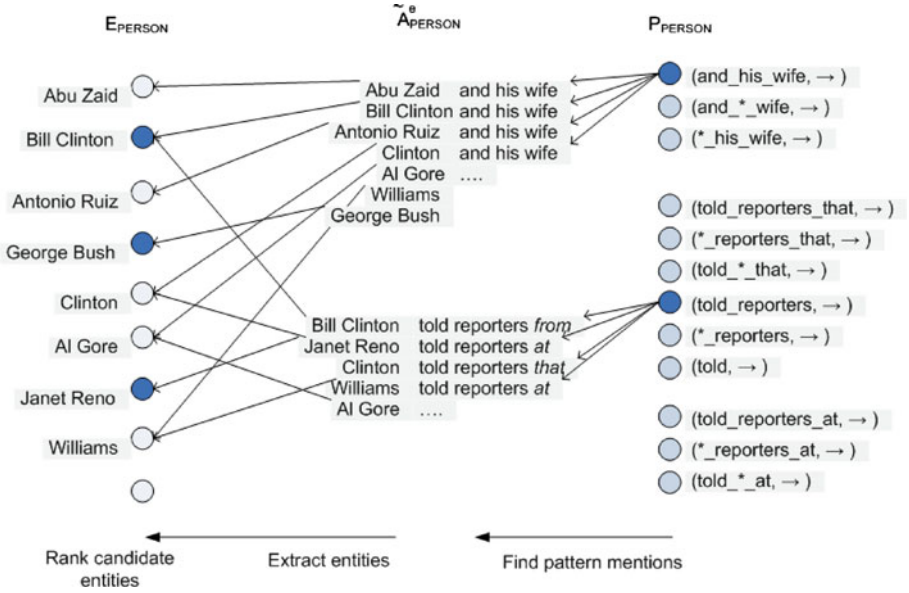 E PERSON
Ã e PERSON
P PERSON
Abu Zaid
Bill Clinton
Antonio Ruiz
George Bush
Clinton
Al Gore
Janet Reno
Williams
Abu Zaid and his wife
Bill Clinton and his wife
Antonio Ruiz and his wife
Clinton and his wife
Al Gore ....
Williams
George Bush
Bill Clinton told reporters from
Janet Reno told reporters at
Clinton told reporters that
Williams told reporters at
Al Gore ....
(and_his_wife, → )
(and_*_wife, → )
(*_his_wife, → )
(told_reporters_that, → )
(*_reporters_that, → )
(told_*_that, → )
(told_reporters, → )
(*_reporters, → )
(told, → )
(told_reporters_at, → )
(*_reporters_at, → )
(told_*_at, → )
Rank candidate
entities
Extract entities
Find pattern mentions